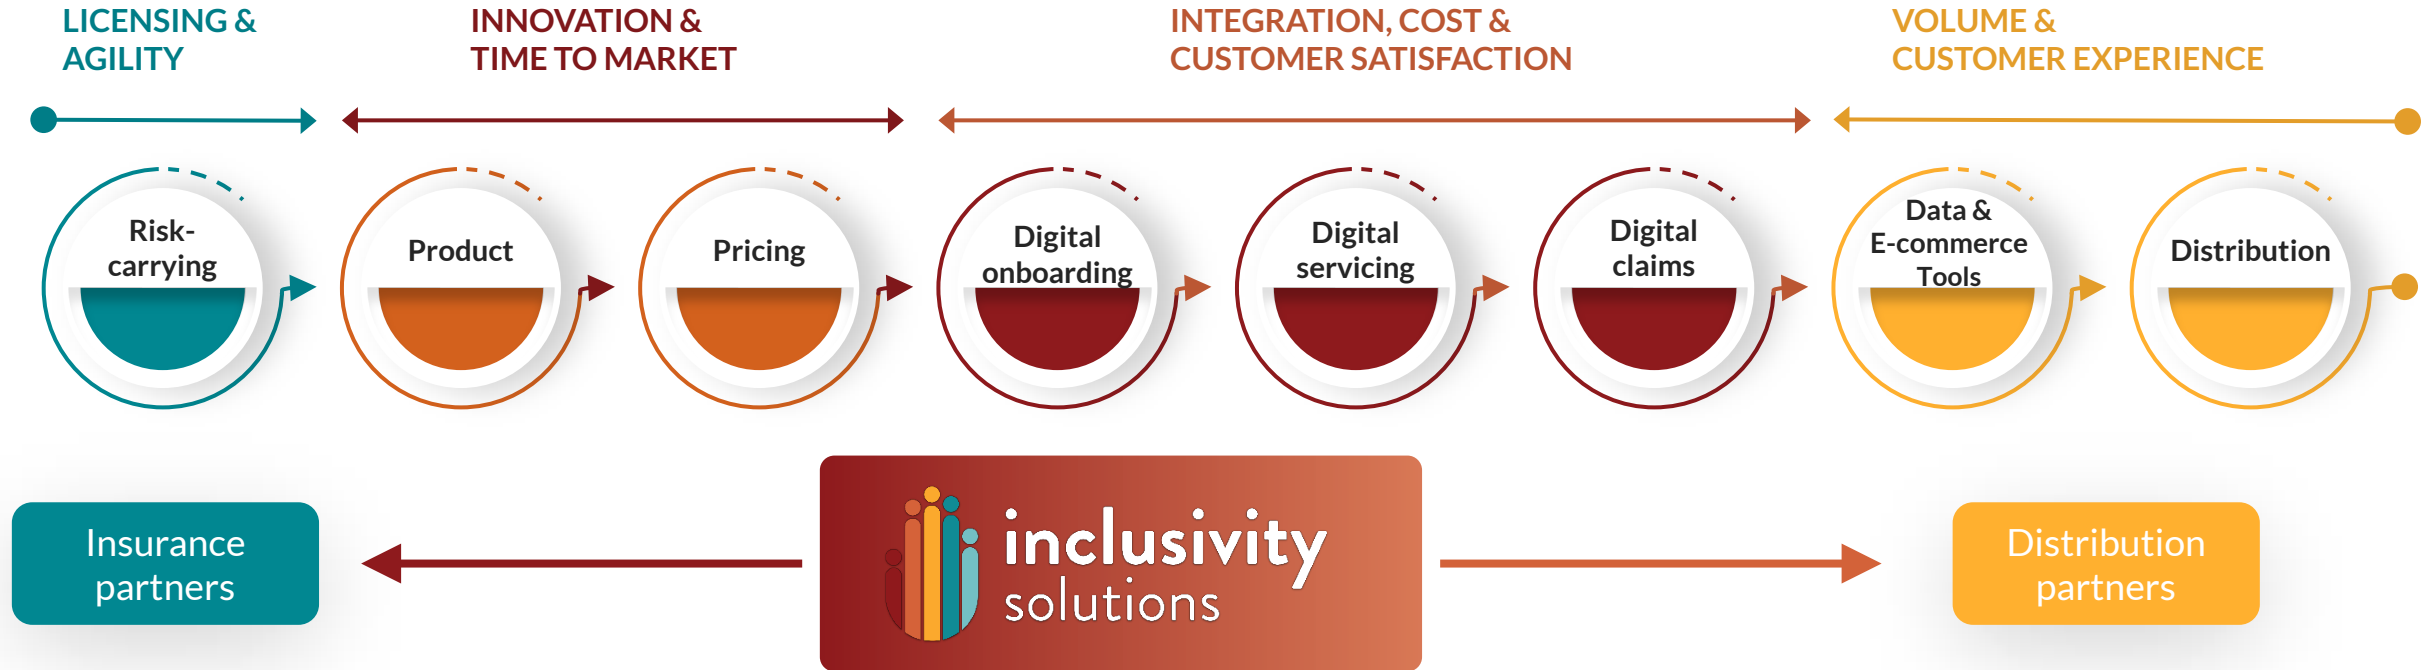 LICENSING &
AGILITY
INNOVATION &
TIME TO MARKET
INTEGRATION, COST &
CUSTOMER SATISFACTION
VOLUME &
CUSTOMER EXPERIENCE
Risk-
carrying
Product
Pricing
Digital
onboarding
Digital
servicing
Digital
claims
Data &
E-commerce
Tools
Distribution
Insurance
partners
inclusivity
solutions
Distribution
partners